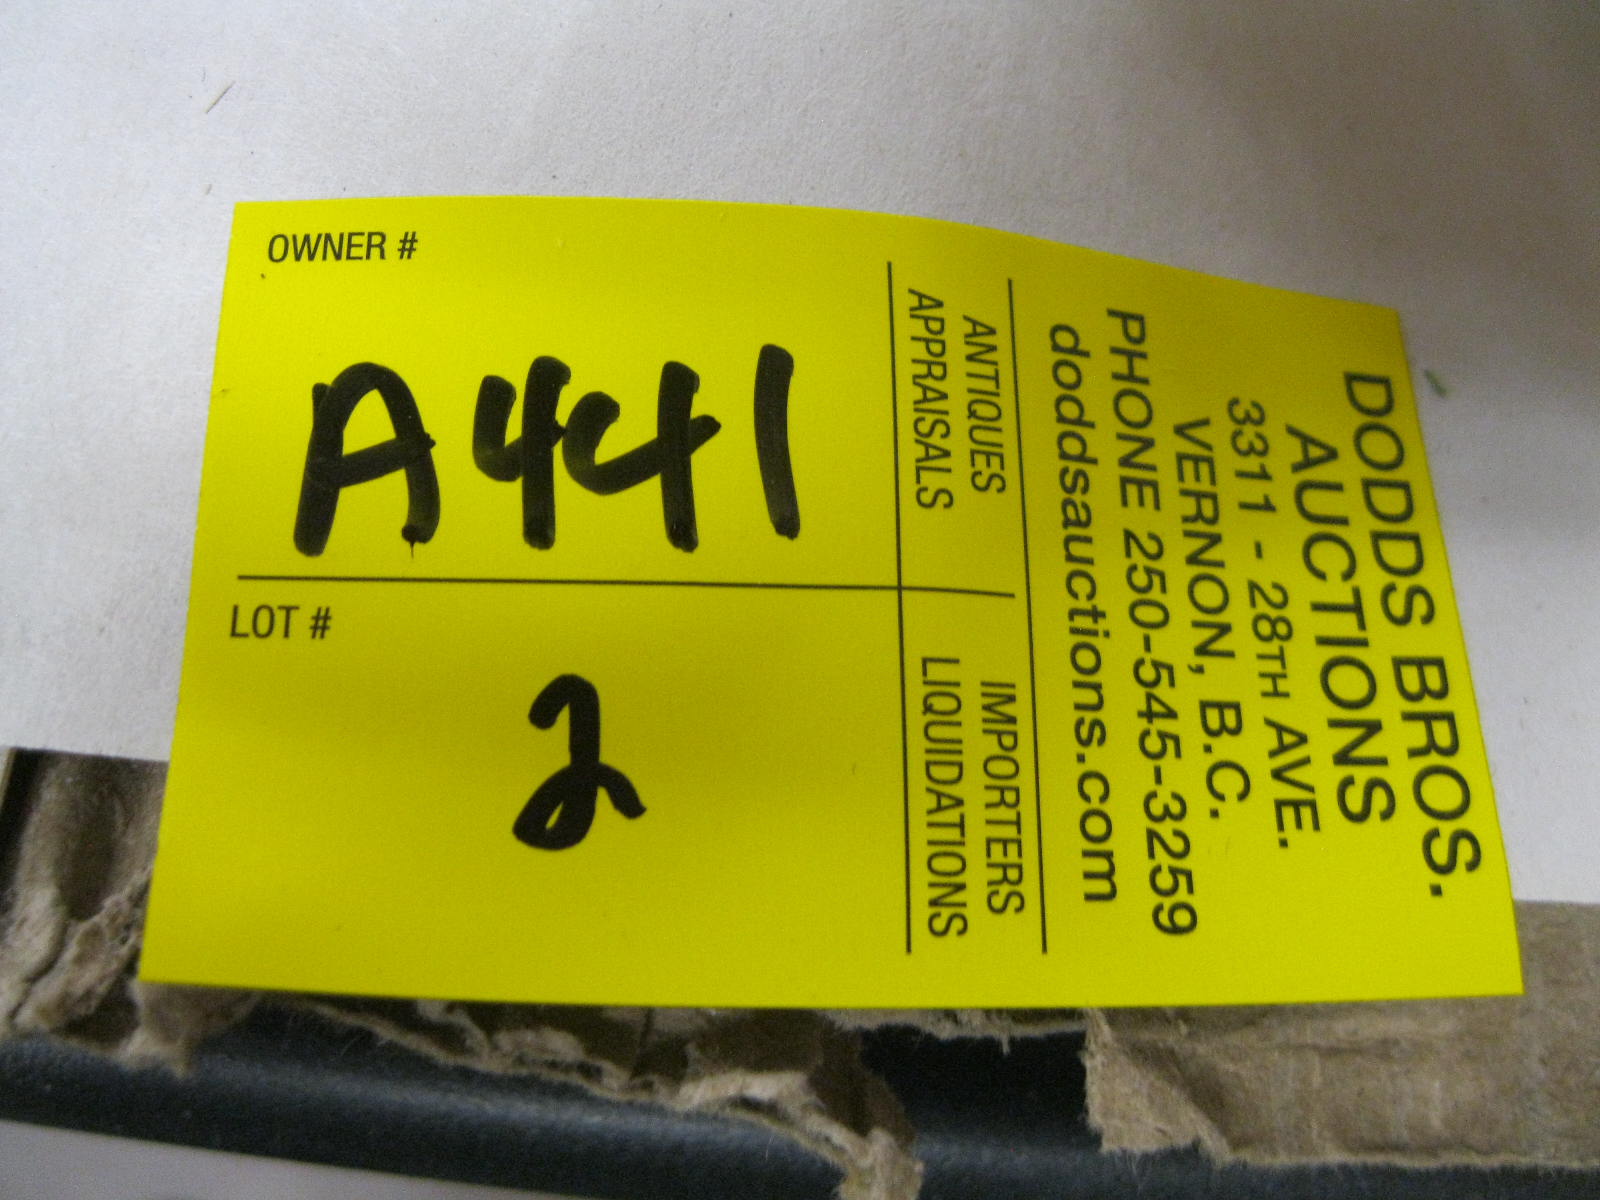 OWNER #
A441
LOT #
2
DODDS BROS.
AUCTIONS
3311 - 28TH AVE.
VERNON, B.C.
PHONE 250-545-3259
doddsauctions.com
ANTIQUES
APPRAISALS
IMPORTERS
LIQUIDATIONS